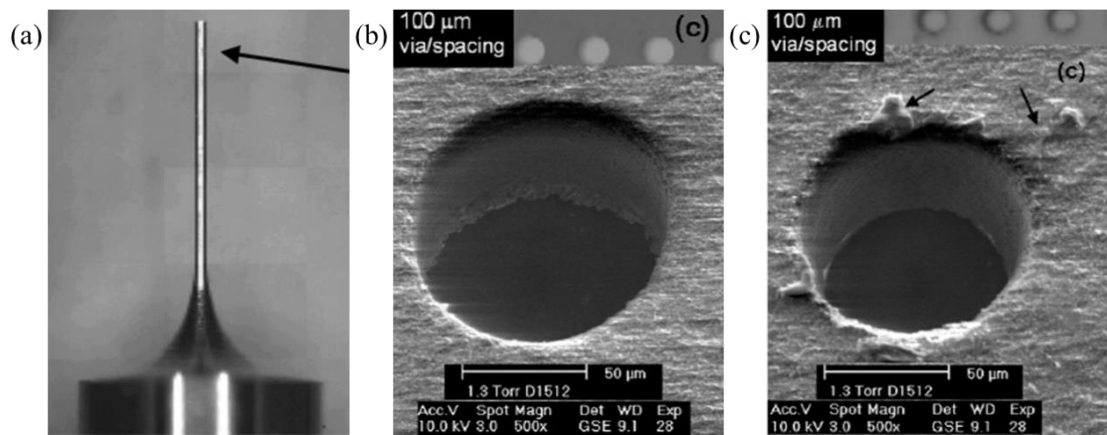 (a)
(b)
100 μm
via/spacing
(c)
50 μm
1.3 Torr D1512
Acc.V Spot Magn Det WD Exp
10.0 kV 3.0 500x GSE 9.1 28
(c)
100 μm
via/spacing
(c)
50 μm
1.3 Torr D1512
Acc.V Spot Magn Det WD Exp
10.0 kV 3.0 500x GSE 9.1 28